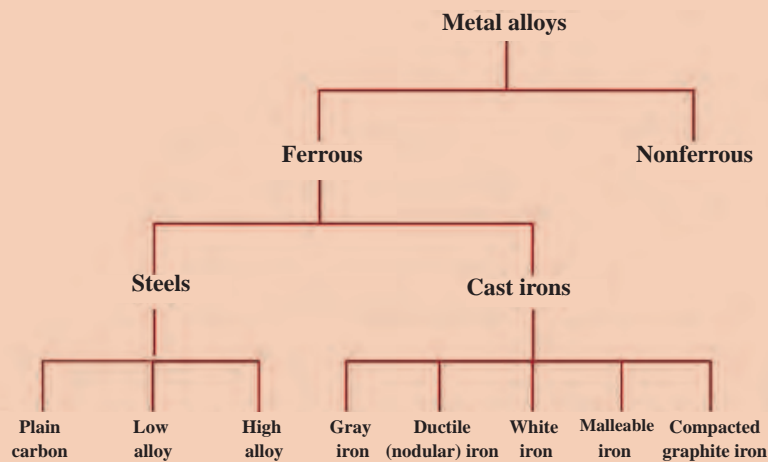 Metal alloys
Ferrous
Nonferrous
Steels
Cast irons
Plain
carbon
Low
alloy
High
alloy
Gray
iron
Ductile
(nodular) iron
White
iron
Malleable
iron
Compacted
graphite iron